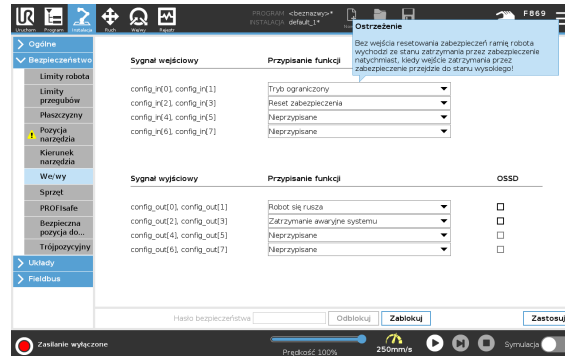 PROGRAM <beznazwy>*
INSTALACJA default_1*
F869
Uruchom Program Instalacja Ruch We/wy Rejestr
Ostrzeżenie
Bez wejścia resetowania zabezpieczeń ramię robota
wychodzi ze stanu zatrzymania przez zabezpieczenie
natychmiast, kiedy wejście zatrzymania przez
zabezpieczenie przejdzie do stanu wysokiego!
Ogólne
Bezpieczeństwo
Limity robota
Limity
przegubów
Płaszczyzny
Pozycja
narzędzia
Kierunek
narzędzia
We/wy
Sprzęt
PROFIsafe
Bezpieczna
pozycja do...
Trójpozycyjny
Układy
Fieldbus
Sygnał wejściowy Przypisanie funkcji
config_in[0], config_in[1] Tryb ograniczony
config_in[2], config_in[3] Reset zabezpieczenia
config_in[4], config_in[5] Nieprzypisane
config_in[6], config_in[7] Nieprzypisane
Sygnał wyjściowy Przypisanie funkcji OSSD
config_out[0], config_out[1] Robot się rusza
config_out[2], config_out[3] Zatrzymanie awaryjne systemu
config_out[4], config_out[5] Nieprzypisane
config_out[6], config_out[7] Nieprzypisane
Hasło bezpieczeństwa Odblokuj Zablokuj Zastosuj
Zasilanie wyłączone
Prędkość 100%
250mm/s
Symulacja